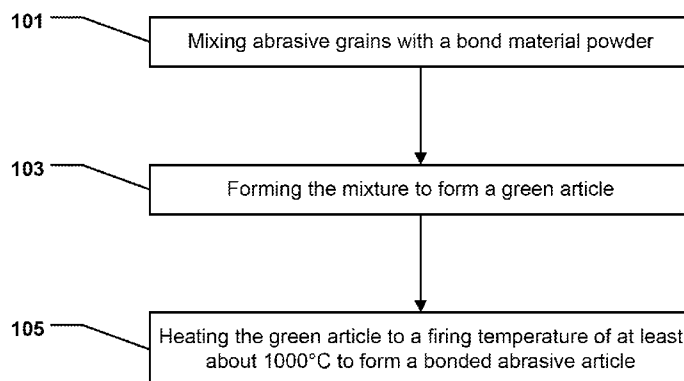 101
Mixing abrasive grains with a bond material powder
103
Forming the mixture to form a green article
105
Heating the green article to a firing temperature of at least
about 1000°C to form a bonded abrasive article